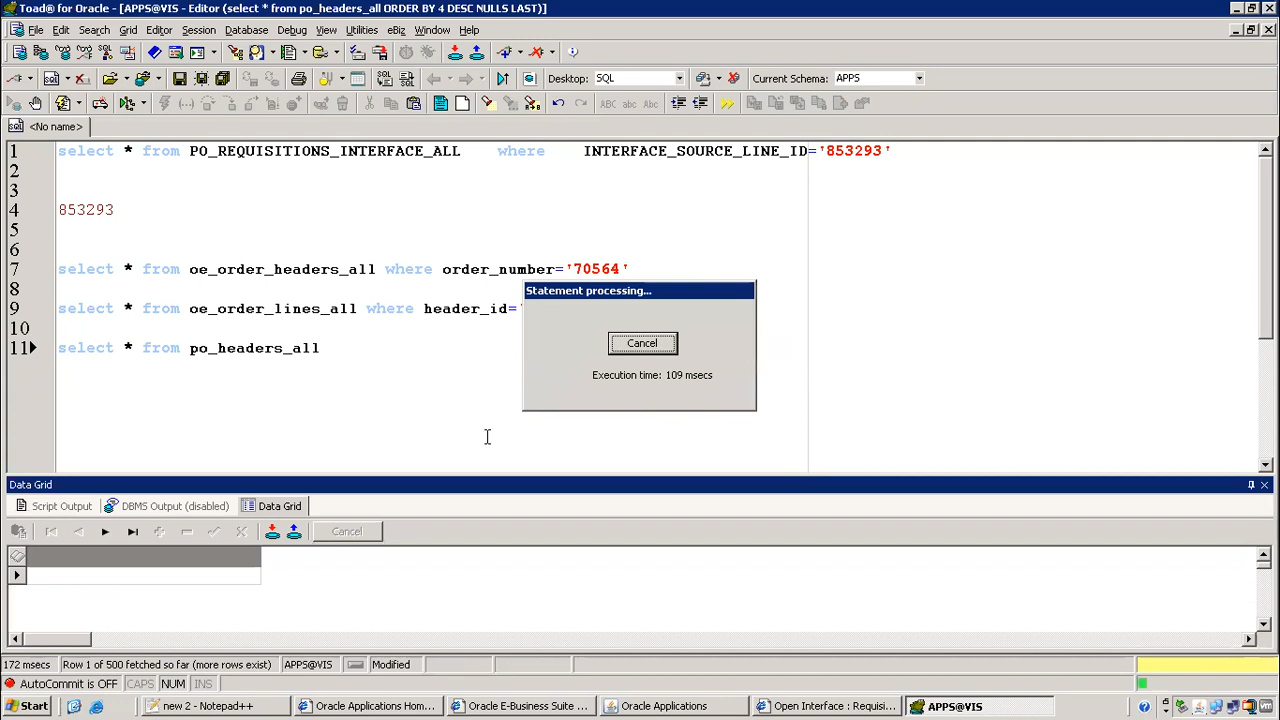 Toad® for Oracle - [APPS@VIS - Editor (select * from po_headers_all ORDER BY 4 DESC NULLS LAST)]
File Edit Search Grid Editor Session Database Debug View Utilities eBiz Window Help
SQL Desktop: SQL Current Schema: APPS
ABC abc Abc
SQL <No name>
1 select * from PO_REQUISITIONS_INTERFACE_ALL where INTERFACE_SOURCE_LINE_ID='853293'
2
3
4 853293
5
6
7 select * from oe_order_headers_all where order_number='70564'
8
Statement processing...
9 select * from oe_order_lines_all where header_id='
10
Cancel
11 select * from po_headers_all
Execution time: 109 msecs
Data Grid
Script Output DBMS Output (disabled) Data Grid
Cancel
172 msecs Row 1 of 500 fetched so far (more rows exist) APPS@VIS Modified
AutoCommit is OFF CAPS NUM INS
Start new 2 - Notepad++ Oracle Applications Hom... Oracle E-Business Suite ... Oracle Applications... Open Interface : Requisi... APPS@VIS